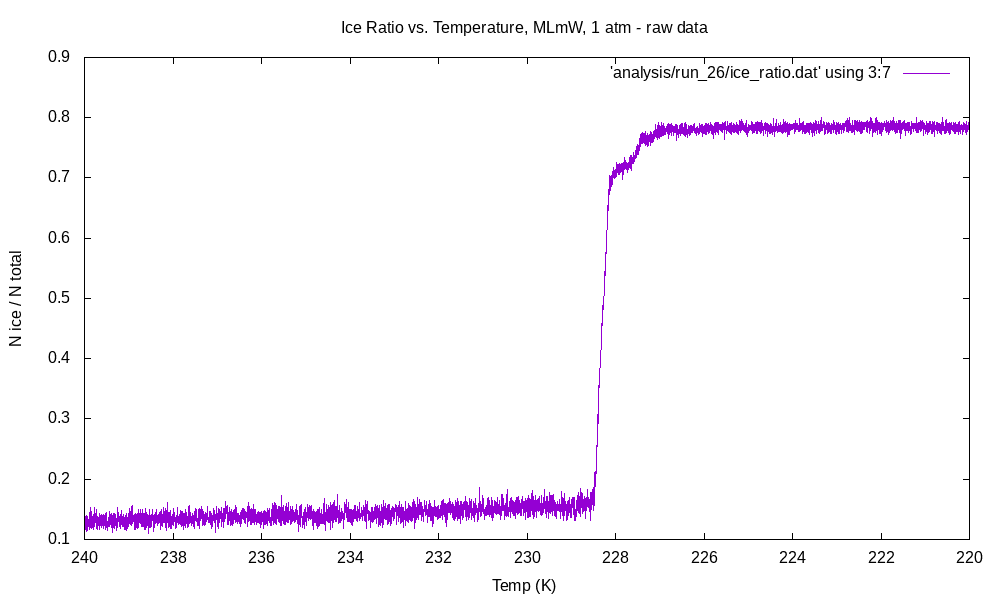 Ice Ratio vs. Temperature, MLmW, 1 atm - raw data
'analysis/run_26/ice_ratio.dat' using 3:7
N ice / N total
0.9
0.8
0.7
0.6
0.5
0.4
0.3
0.2
0.1
240 238 236 234 232 230 228 226 224 222 220
Temp (K)